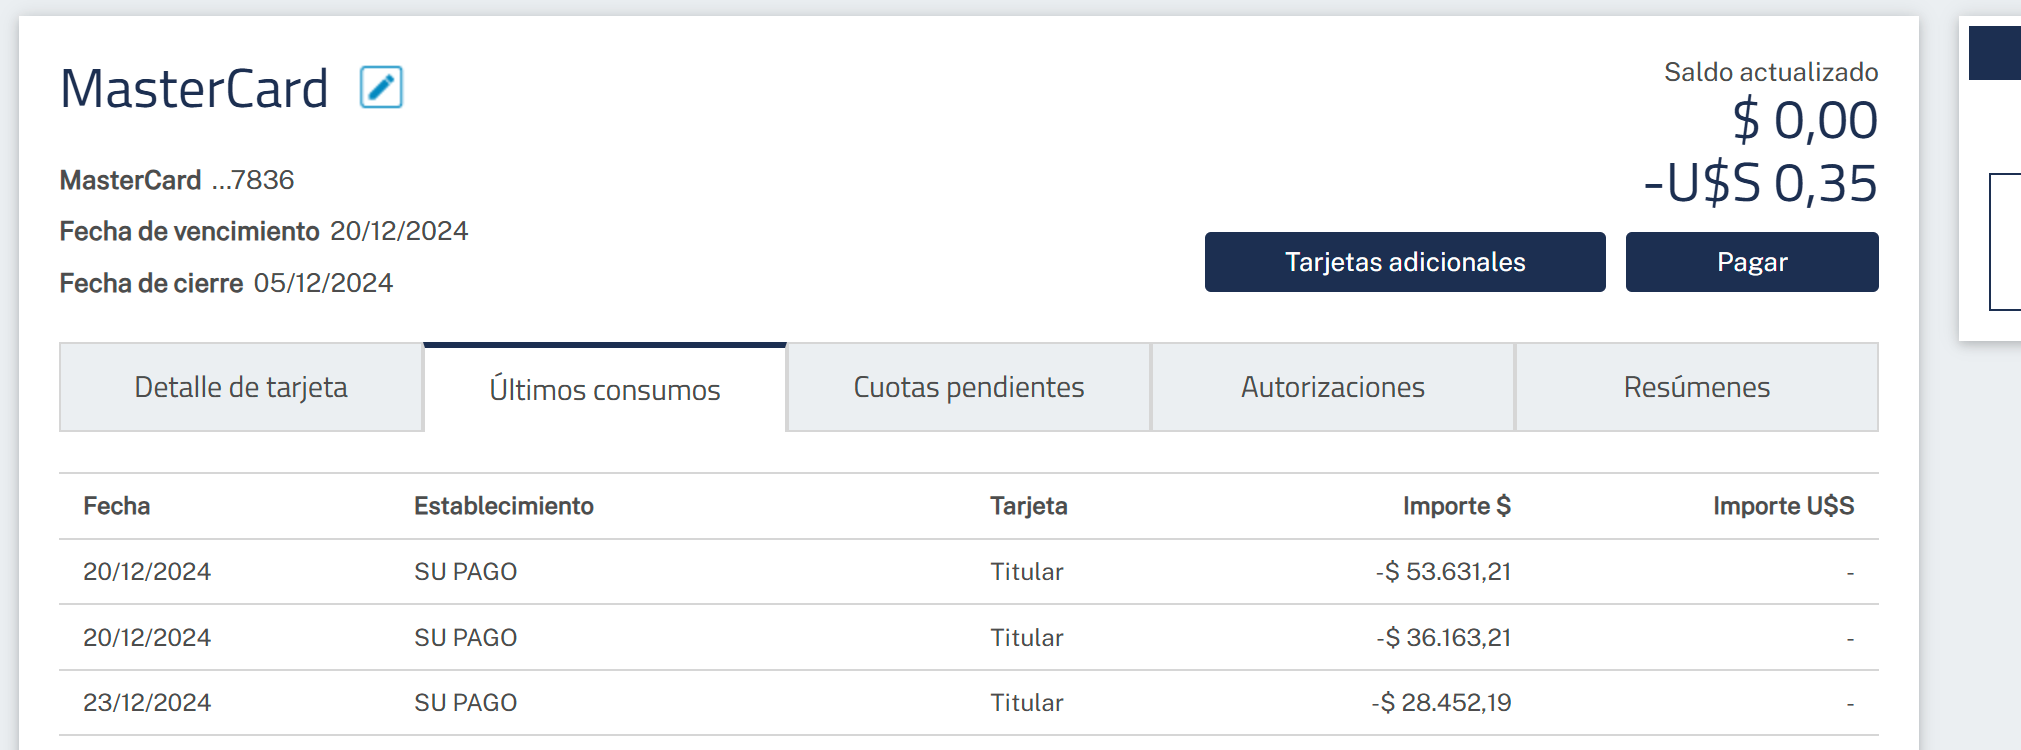 MasterCard
Saldo actualizado
$ 0,00
-U$S 0,35
MasterCard ...7836
Fecha de vencimiento 20/12/2024
Fecha de cierre 05/12/2024
Tarjetas adicionales Pagar
Detalle de tarjeta Últimos consumos Cuotas pendientes Autorizaciones Resúmenes
Fecha Establecimiento Tarjeta Importe $ Importe U$S
20/12/2024 SU PAGO Titular -$ 53.631,21 -
20/12/2024 SU PAGO Titular -$ 36.163,21 -
23/12/2024 SU PAGO Titular -$ 28.452,19 -